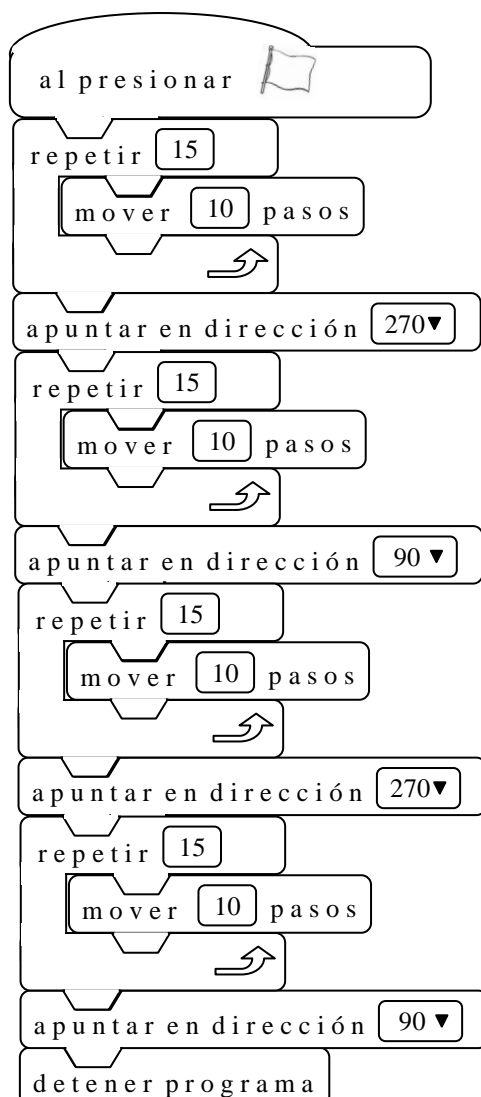 al presionar
repetir 15
mover 10 pasos
apuntar en dirección 270▼
repetir 15
mover 10 pasos
apuntar en dirección 90 ▼
repetir 15
mover 10 pasos
apuntar en dirección 270▼
repetir 15
mover 10 pasos
apuntar en dirección 90 ▼
detener programa